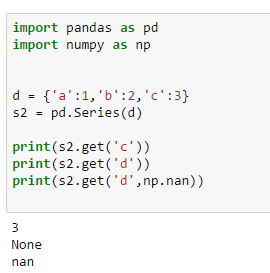 import pandas as pd
import numpy as np
d = {'a':1,'b':2,'c':3}
s2 = pd.Series(d)
print(s2.get('c'))
print(s2.get('d'))
print(s2.get('d',np.nan))
3
None
nan